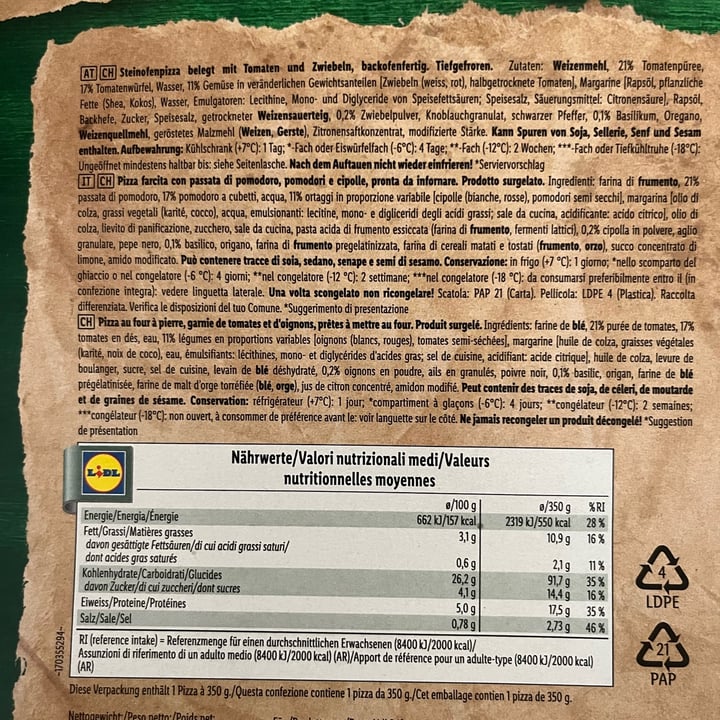 AT CH Steinofenpizza belegt mit Tomaten und Zwiebeln, backofenfertig. Tiefgefroren. Zutaten: Weizenmehl, 21% Tomatenpüree,
17% Tomatenwürfel, Wasser, 11% Gemüse in veränderlichen Gewichtsanteilen [Zwiebeln (weiss, rot), halbgetrocknete Tomaten], Margarine [Rapsöl, pflanzliche
Fette (Shea, Kokos), Wasser, Emulgatoren: Lecithine, Mono- und Diglyceride von Speisefettsäuren; Speisesalz, Säuerungsmittel: Citronensäure], Rapsöl,
Backhefe, Zucker, Speisesalz, getrockneter Weizensauerteig, 0,2% Zwiebelpulver, Knoblauchgranulat, schwarzer Pfeffer, 0,1% Basilikum, Oregano,
Weizenquellmehl, geröstetes Malzmehl (Weizen, Gerste), Zitronensaftkonzentrat, modifizierte Stärke. Kann Spuren von Soja, Sellerie, Senf und Sesam
enthalten. Aufbewahrung: Kühlschrank (+7°C): 1 Tag; *-Fach oder Eiswürfelfach (-6°C): 4 Tage; **-Fach (-12°C): 2 Wochen; ***-Fach oder Tiefkühltruhe (-18°C):
Ungeöffnet mindestens haltbar bis: siehe Seitenlasche. Nach dem Auftauen nicht wieder einfrieren! *Serviervorschlag
IT CH Pizza farcita con passata di pomodoro, pomodori e cipolle, pronta da infornare. Prodotto surgelato. Ingredienti: farina di frumento, 21%
passata di pomodoro, 17% pomodoro a cubetti, acqua, 11% ortaggi in proporzione variabile [cipolle (bianche, rosse), pomodori semi secchi], margarina [olio di
colza, grassi vegetali (karité, cocco), acqua, emulsionanti: lecitine, mono- e digliceridi degli acidi grassi; sale da cucina, acidificante: acido citrico], olio di
colza, lievito di panificazione, zucchero, sale da cucina, pasta acida di frumento essiccata (farina di frumento, fermenti lattici), 0,2% cipolla in polvere, aglio
granulare, pepe nero, 0,1% basilico, origano, farina di frumento pregelatinizzata, farina di cereali maltati e tostati (frumento, orzo), succo concentrato di
limone, amido modificato. Può contenere tracce di soia, sedano, senape e semi di sesamo. Conservazione: in frigo (+7 °C): 1 giorno; *nello scomparto del
ghiaccio o nel congelatore (-6 °C): 4 giorni; **nel congelatore (-12 °C): 2 settimane; ***nel congelatore (-18 °C): da consumarsi preferibilmente entro il (in
confezione integra): vedere linguetta laterale. Una volta scongelato non ricongelare! Scatola: PAP 21 (Carta). Pellicola: LDPE 4 (Plastica). Raccolta
differenziata. Verifica le disposizioni del tuo Comune. *Suggerimento di presentazione
CH Pizza au four à pierre, garnie de tomates et d'oignons, prêtes à mettre au four. Produit surgelé. Ingrédients: farine de blé, 21% purée de tomates, 17%
tomates en dés, eau, 11% légumes en proportions variables [oignons (blancs, rouges), tomates semi-séchées], margarine [huile de colza, graisses végétales
(karité, noix de coco), eau, émulsifiants: lécithines, mono- et diglycérides d'acides gras; sel de cuisine, acidifiant: acide citrique], huile de colza, levure de
boulanger, sucre, sel de cuisine, levain de blé déshydraté, 0,2% oignons en poudre, ails en granulés, poivre noir, 0,1% basilic, origan, farine de blé
prégélatinisée, farine de malt d'orge torréfiée (blé, orge), jus de citron concentré, amidon modifié. Peut contenir des traces de soja, de céleri, de moutarde
et de graines de sésame. Conservation: réfrigérateur (+7°C): 1 jour; *compartiment à glaçons (-6°C): 4 jours; **congélateur (-12°C): 2 semaines;
***congélateur (-18°C): non ouvert, à consommer de préférence avant le: voir languette sur le côté. Ne jamais recongeler un produit décongelé! *Suggestion
de présentation
LIDL
Nährwerte/Valori nutrizionali medi/Valeurs
nutritionnelles moyennes
ø/100 g ø/350 g %RI
Energie/Energia/Énergie 662 kJ/157 kcal 2319 kJ/550 kcal 28 %
Fett/Grassi/Matières grasses 3,1 g 10,9 g 16 %
davon gesättigte Fettsäuren/di cui acidi grassi saturi/
dont acides gras saturés 0,6 g 2,1 g 11 %
Kohlenhydrate/Carboidrati/Glucides 26,2 g 91,7 g 35 %
davon Zucker/di cui zuccheri/dont sucres 4,1 g 14,4 g 16 %
Eiweiss/Proteine/Protéines 5,0 g 17,5 g 35 %
Salz/Sale/Sel 0,78 g 2,73 g 46 %
RI (reference intake) = Referenzmenge für einen durchschnittlichen Erwachsenen (8400 kJ/2000 kcal)/
Assunzioni di riferimento di un adulto medio (8400 kJ/2000 kcal) (AR)/Apport de référence pour un adulte-type (8400 kJ/2000 kcal)
(AR)
4
LDPE
21
PAP
-170355294-
Diese Verpackung enthält 1 Pizza à 350 g./Questa confezione contiene 1 pizza da 350 g./Cet emballage contien 1 pizza de 350 g.
Nettogewicht:/Peso netto:/Poids net: